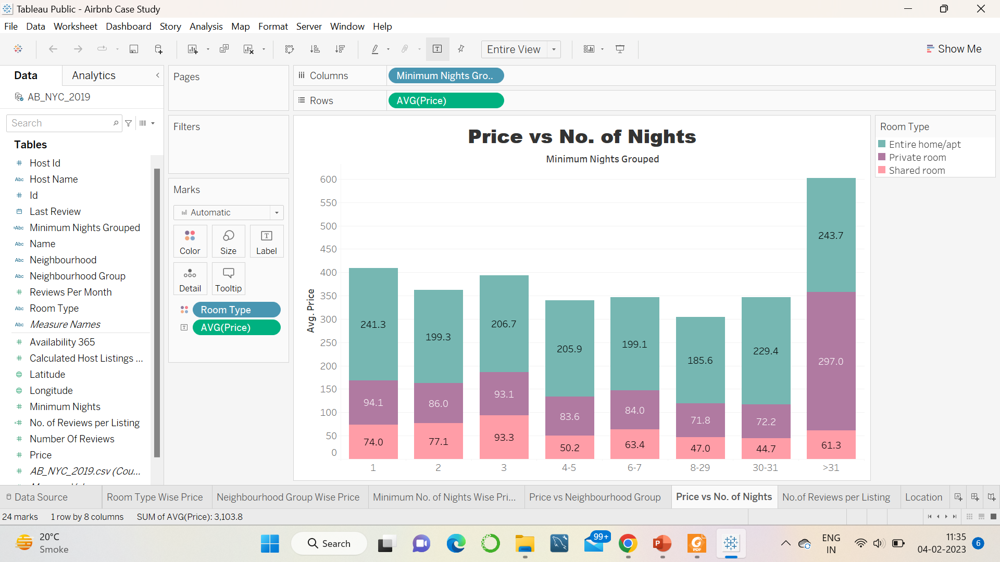 Tableau Public - Airbnb Case Study
File Data Worksheet Dashboard Story Analysis Map Format Server Window Help
Entire View
Show Me
Data
Analytics
Pages
Columns
Minimum Nights Gro..
AB_NYC_2019
Rows
AVG(Price)
Search
Filters
Tables
Host Id
Abc Host Name
Id
Last Review
=Abc Minimum Nights Grouped
Abc Name
Abc Neighbourhood
Abc Neighbourhood Group
Reviews Per Month
Abc Room Type
Abc Measure Names
Availability 365
Calculated Host Listings ...
Latitude
Longitude
Minimum Nights
No. of Reviews per Listing
Number Of Reviews
Price
AB_NYC_2019.csv (Cou...
Marks
Automatic
Color
Size
Label
Detail
Tooltip
Room Type
AVG(Price)
Price vs No. of Nights
Minimum Nights Grouped
Avg. Price
600
550
500
450
400
350
300
250
200
150
100
50
0
241.3
94.1
74.0
199.3
86.0
77.1
206.7
93.1
93.3
205.9
83.6
50.2
199.1
84.0
63.4
185.6
71.8
47.0
229.4
72.2
44.7
243.7
297.0
61.3
1 2 3 4-5 6-7 8-29 30-31 >31
Room Type
Entire home/apt
Private room
Shared room
Data Source
Room Type Wise Price
Neighbourhood Group Wise Price
Minimum No. of Nights Wise Pri...
Price vs Neighbourhood Group
Price vs No. of Nights
No.of Reviews per Listing
Location
24 marks 1 row by 8 columns SUM of AVG(Price): 3,103.8
20°C
Smoke
Search
99+
P
PDF
ENG
IN
11:35
04-02-2023
6